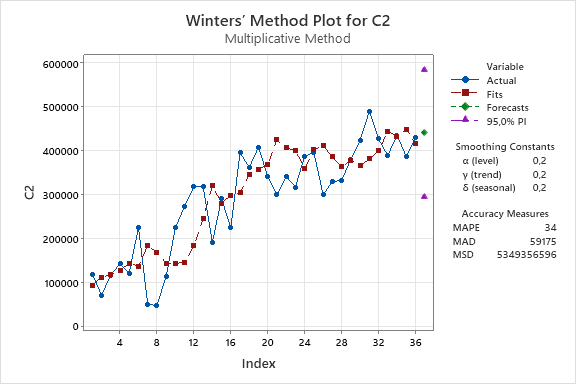 Winters’ Method Plot for C2
Multiplicative Method
600000
500000
400000
300000
200000
100000
0
C2
4 8 12 16 20 24 28 32 36
Index
Variable
Actual
Fits
Forecasts
95,0% PI
Smoothing Constants
α (level) 0,2
γ (trend) 0,2
δ (seasonal) 0,2
Accuracy Measures
MAPE 34
MAD 59175
MSD 5349356596